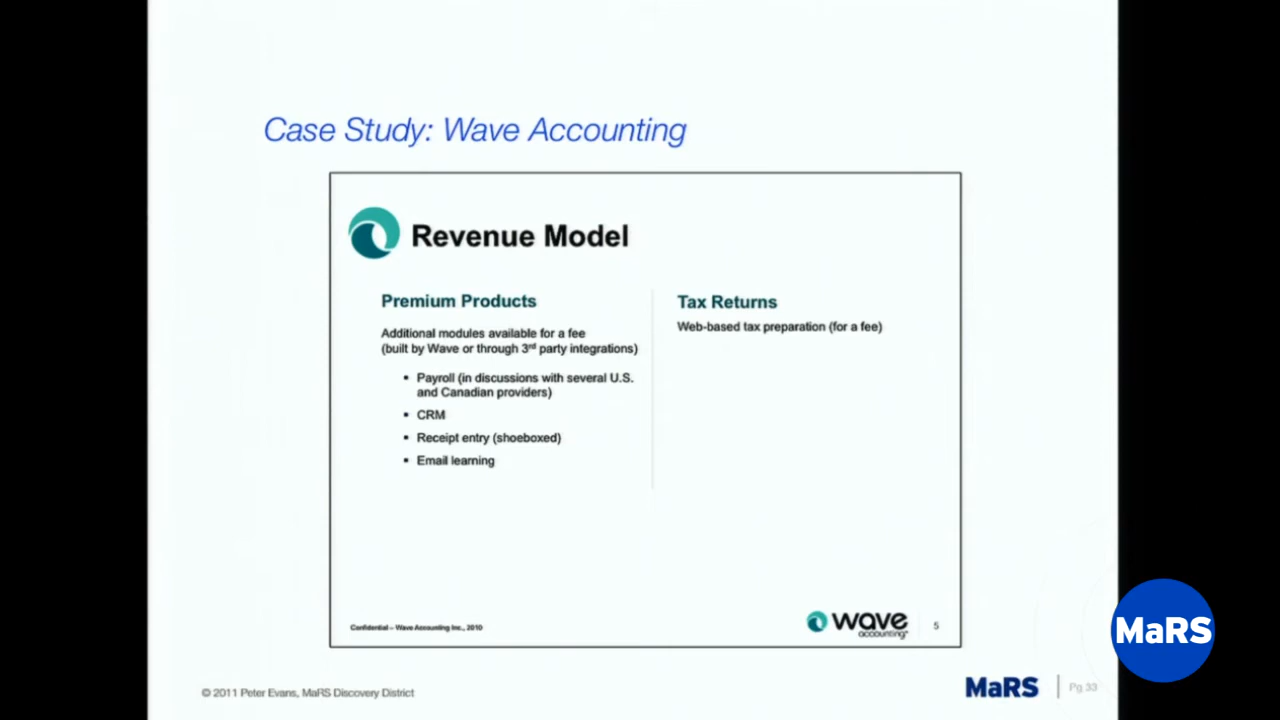 Case Study: Wave Accounting
Revenue Model
Premium Products
Additional modules available for a fee
(built by Wave or through 3rd party integrations)
• Payroll (in discussions with several U.S.
and Canadian providers)
• CRM
• Receipt entry (shoeboxed)
• Email learning
Tax Returns
Web-based tax preparation (for a fee)
Confidential – Wave Accounting Inc., 2010
wave
accounting
5
MaRS
© 2011 Peter Evans, MaRS Discovery District
MaRS
Pg 33